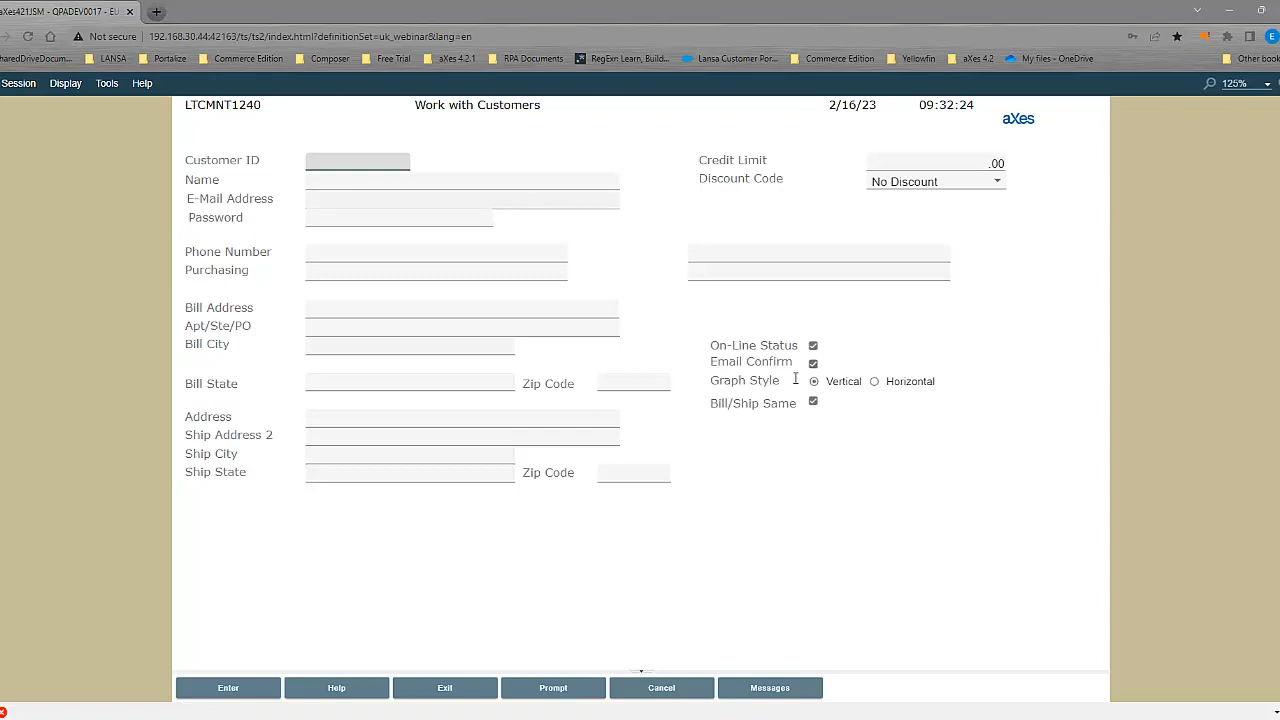 aXes421JSM - QPADEV0017 - EU
Not secure 192.168.30.44:42163/ts/ts2/index.html?definitionSet=uk_webinar&lang=en
E
haredDriveDocum... LANSA Portalize Commerce Edition Composer Free Trial aXes 4.2.1 RPA Documents RegExr: Learn, Build... Lansa Customer Por... Commerce Edition Yellowfin aXes 4.2 My files - OneDrive Other book
Session Display Tools Help 125%
LTCMNT1240 Work with Customers 2/16/23 09:32:24
aXes
Customer ID Credit Limit .00
Name Discount Code No Discount
E-Mail Address
Password
Phone Number
Purchasing
Bill Address
Apt/Ste/PO
Bill City On-Line Status
Email Confirm
Bill State Zip Code Graph Style Vertical Horizontal
Bill/Ship Same
Address
Ship Address 2
Ship City
Ship State Zip Code
Enter Help Exit Prompt Cancel Messages